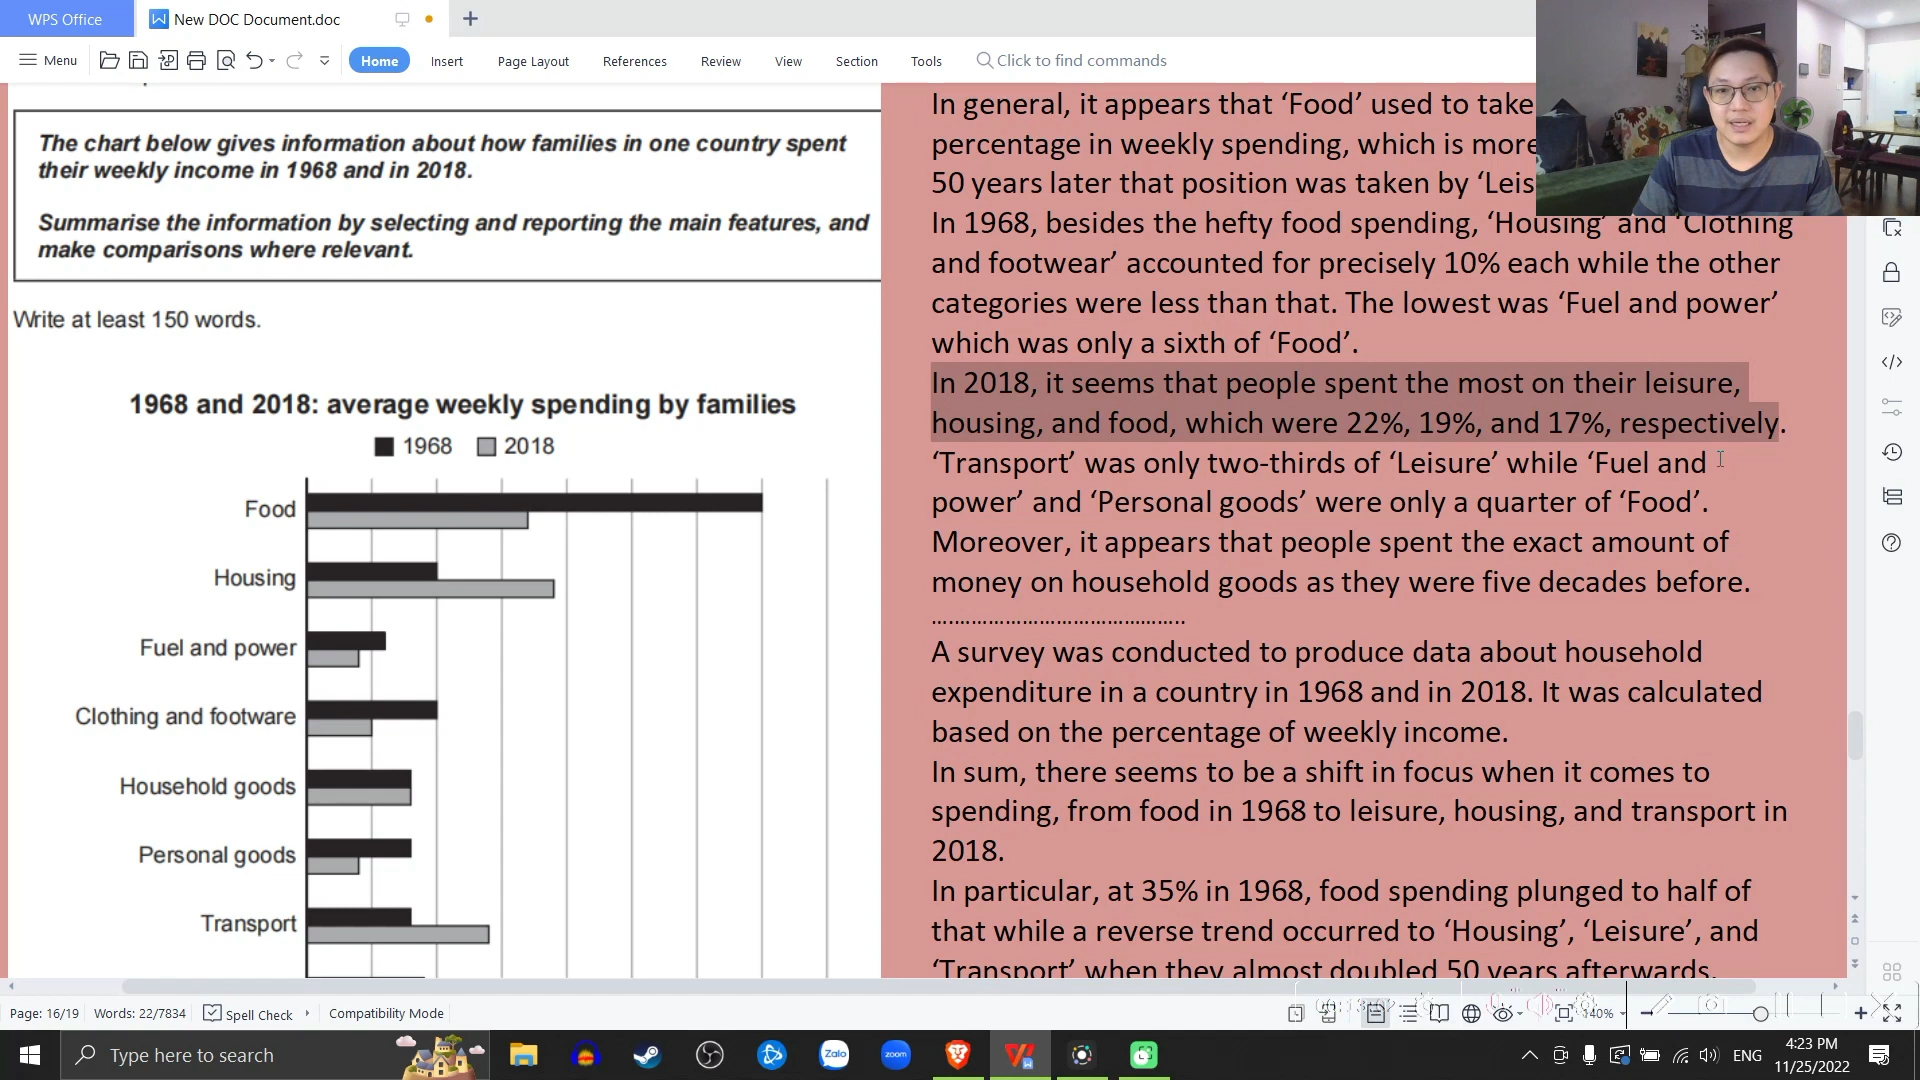 WPS Office
New DOC Document.doc
Menu
Home
Insert
Page Layout
References
Review
View
Section
Tools
Click to find commands
The chart below gives information about how families in one country spent
their weekly income in 1968 and in 2018.
Summarise the information by selecting and reporting the main features, and
make comparisons where relevant.
Write at least 150 words.
1968 and 2018: average weekly spending by families
1968
2018
Food
Housing
Fuel and power
Clothing and footware
Household goods
Personal goods
Transport
In general, it appears that ‘Food’ used to take
percentage in weekly spending, which is more
50 years later that position was taken by ‘Leis
In 1968, besides the hefty food spending, ‘Housing’ and ‘Clothing
and footwear’ accounted for precisely 10% each while the other
categories were less than that. The lowest was ‘Fuel and power’
which was only a sixth of ‘Food’.
In 2018, it seems that people spent the most on their leisure,
housing, and food, which were 22%, 19%, and 17%, respectively.
‘Transport’ was only two-thirds of ‘Leisure’ while ‘Fuel and
power’ and ‘Personal goods’ were only a quarter of ‘Food’.
Moreover, it appears that people spent the exact amount of
money on household goods as they were five decades before.
……………………………………..
A survey was conducted to produce data about household
expenditure in a country in 1968 and in 2018. It was calculated
based on the percentage of weekly income.
In sum, there seems to be a shift in focus when it comes to
spending, from food in 1968 to leisure, housing, and transport in
2018.
In particular, at 35% in 1968, food spending plunged to half of
that while a reverse trend occurred to ‘Housing’, ‘Leisure’, and
‘Transport’ when they almost doubled 50 years afterwards.
Page: 16/19
Words: 22/7834
Spell Check
Compatibility Mode
140%
Type here to search
Zalo
zoom
ENG
4:23 PM
11/25/2022